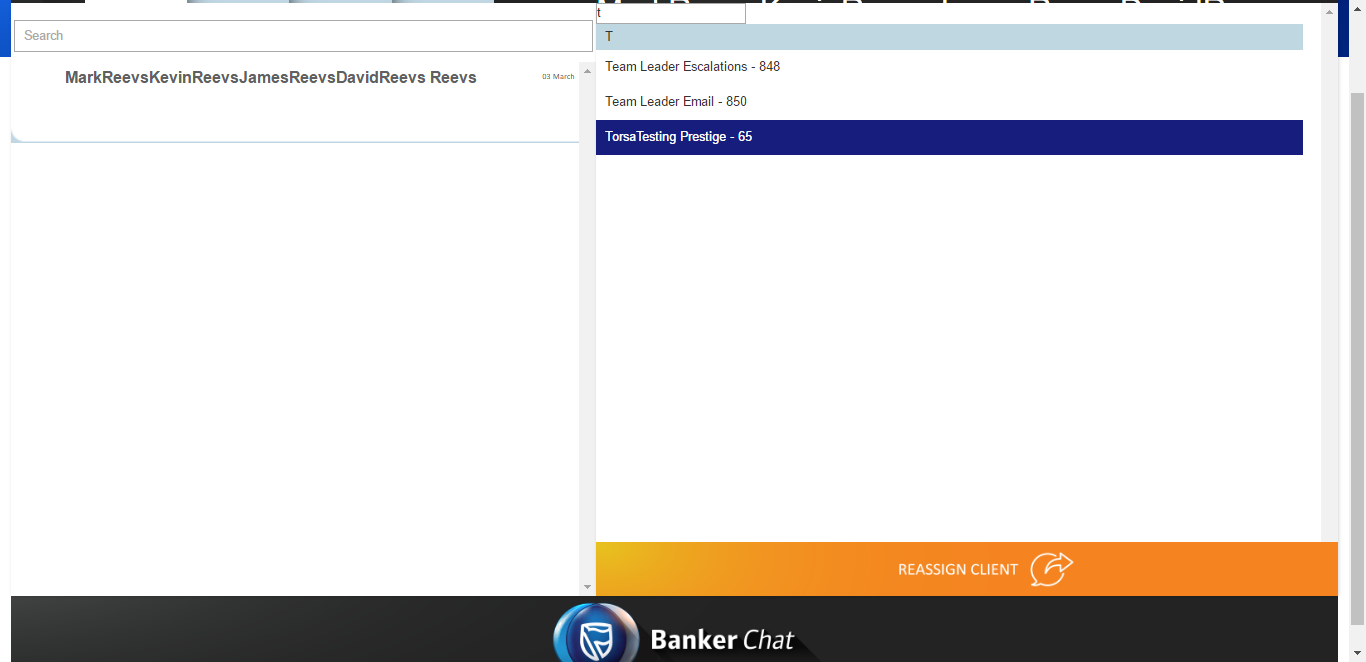 t
Search
T
MarkReevsKevinReevsJamesReevsDavidReevs Reevs
03 March
Team Leader Escalations - 848
Team Leader Email - 850
TorsaTesting Prestige - 65
REASSIGN CLIENT
Banker Chat